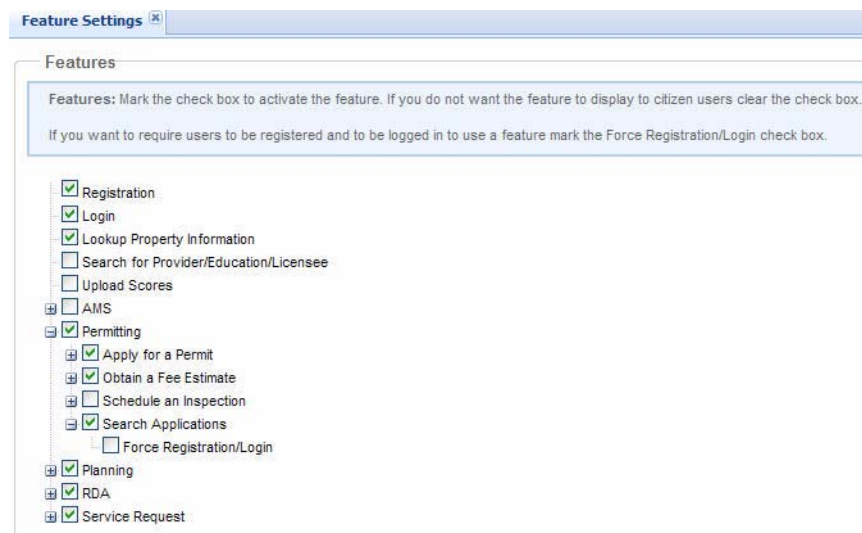 Feature Settings
Features
Features: Mark the check box to activate the feature. If you do not want the feature to display to citizen users clear the check box.
If you want to require users to be registered and to be logged in to use a feature mark the Force Registration/Login check box.
Registration
Login
Lookup Property Information
Search for Provider/Education/Licensee
Upload Scores
AMS
Permitting
Apply for a Permit
Obtain a Fee Estimate
Schedule an Inspection
Search Applications
Force Registration/Login
Planning
RDA
Service Request